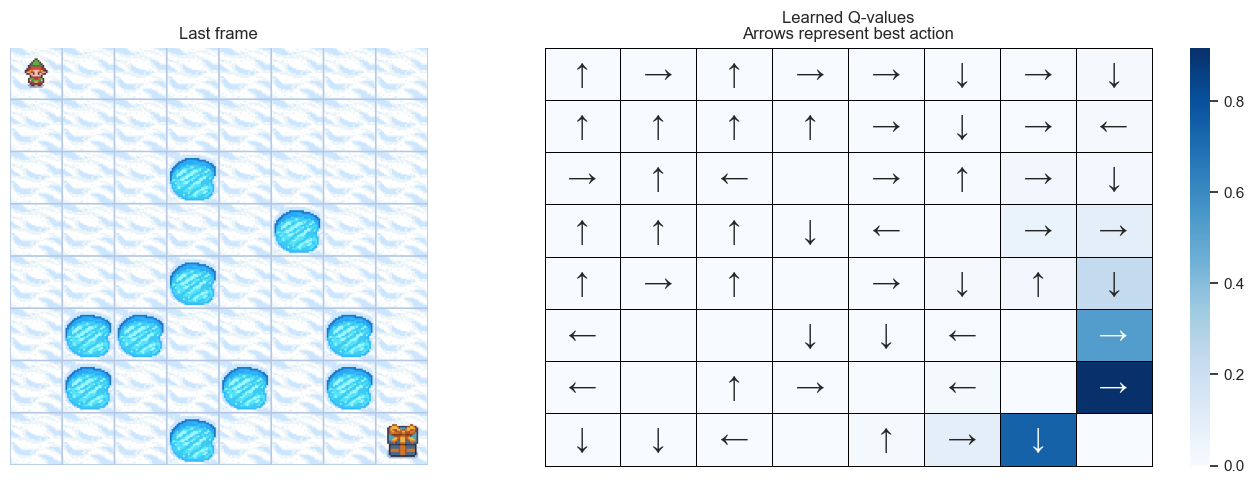 Last frame
Learned Q-values
Arrows represent best action
↑ → ↑ → → ↓ → ↓
↑ ↑ ↑ ↑ → ↓ → ←
→ ↑ ← → ↑ → ↓
↑ ↑ ↑ ↓ ← → →
↑ → ↑ → ↓ ↑ ↓
← ↓ ↓ ← →
← ↑ → ← →
↓ ↓ ← ↑ → ↓
0.8
0.6
0.4
0.2
0.0